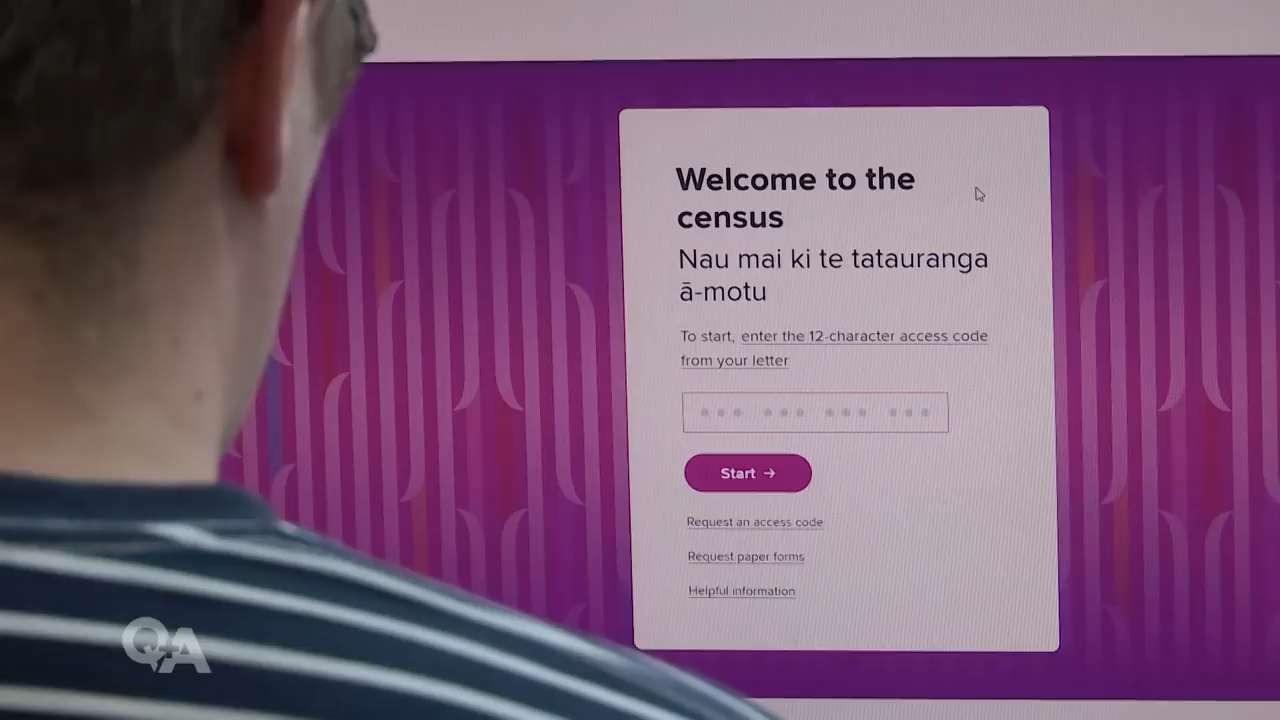 Welcome to the
census
Nau mai ki te tatauranga
ā-motu
To start, enter the 12-character access code
from your letter
Start →
Request an access code
Request paper forms
Helpful information
Q+A